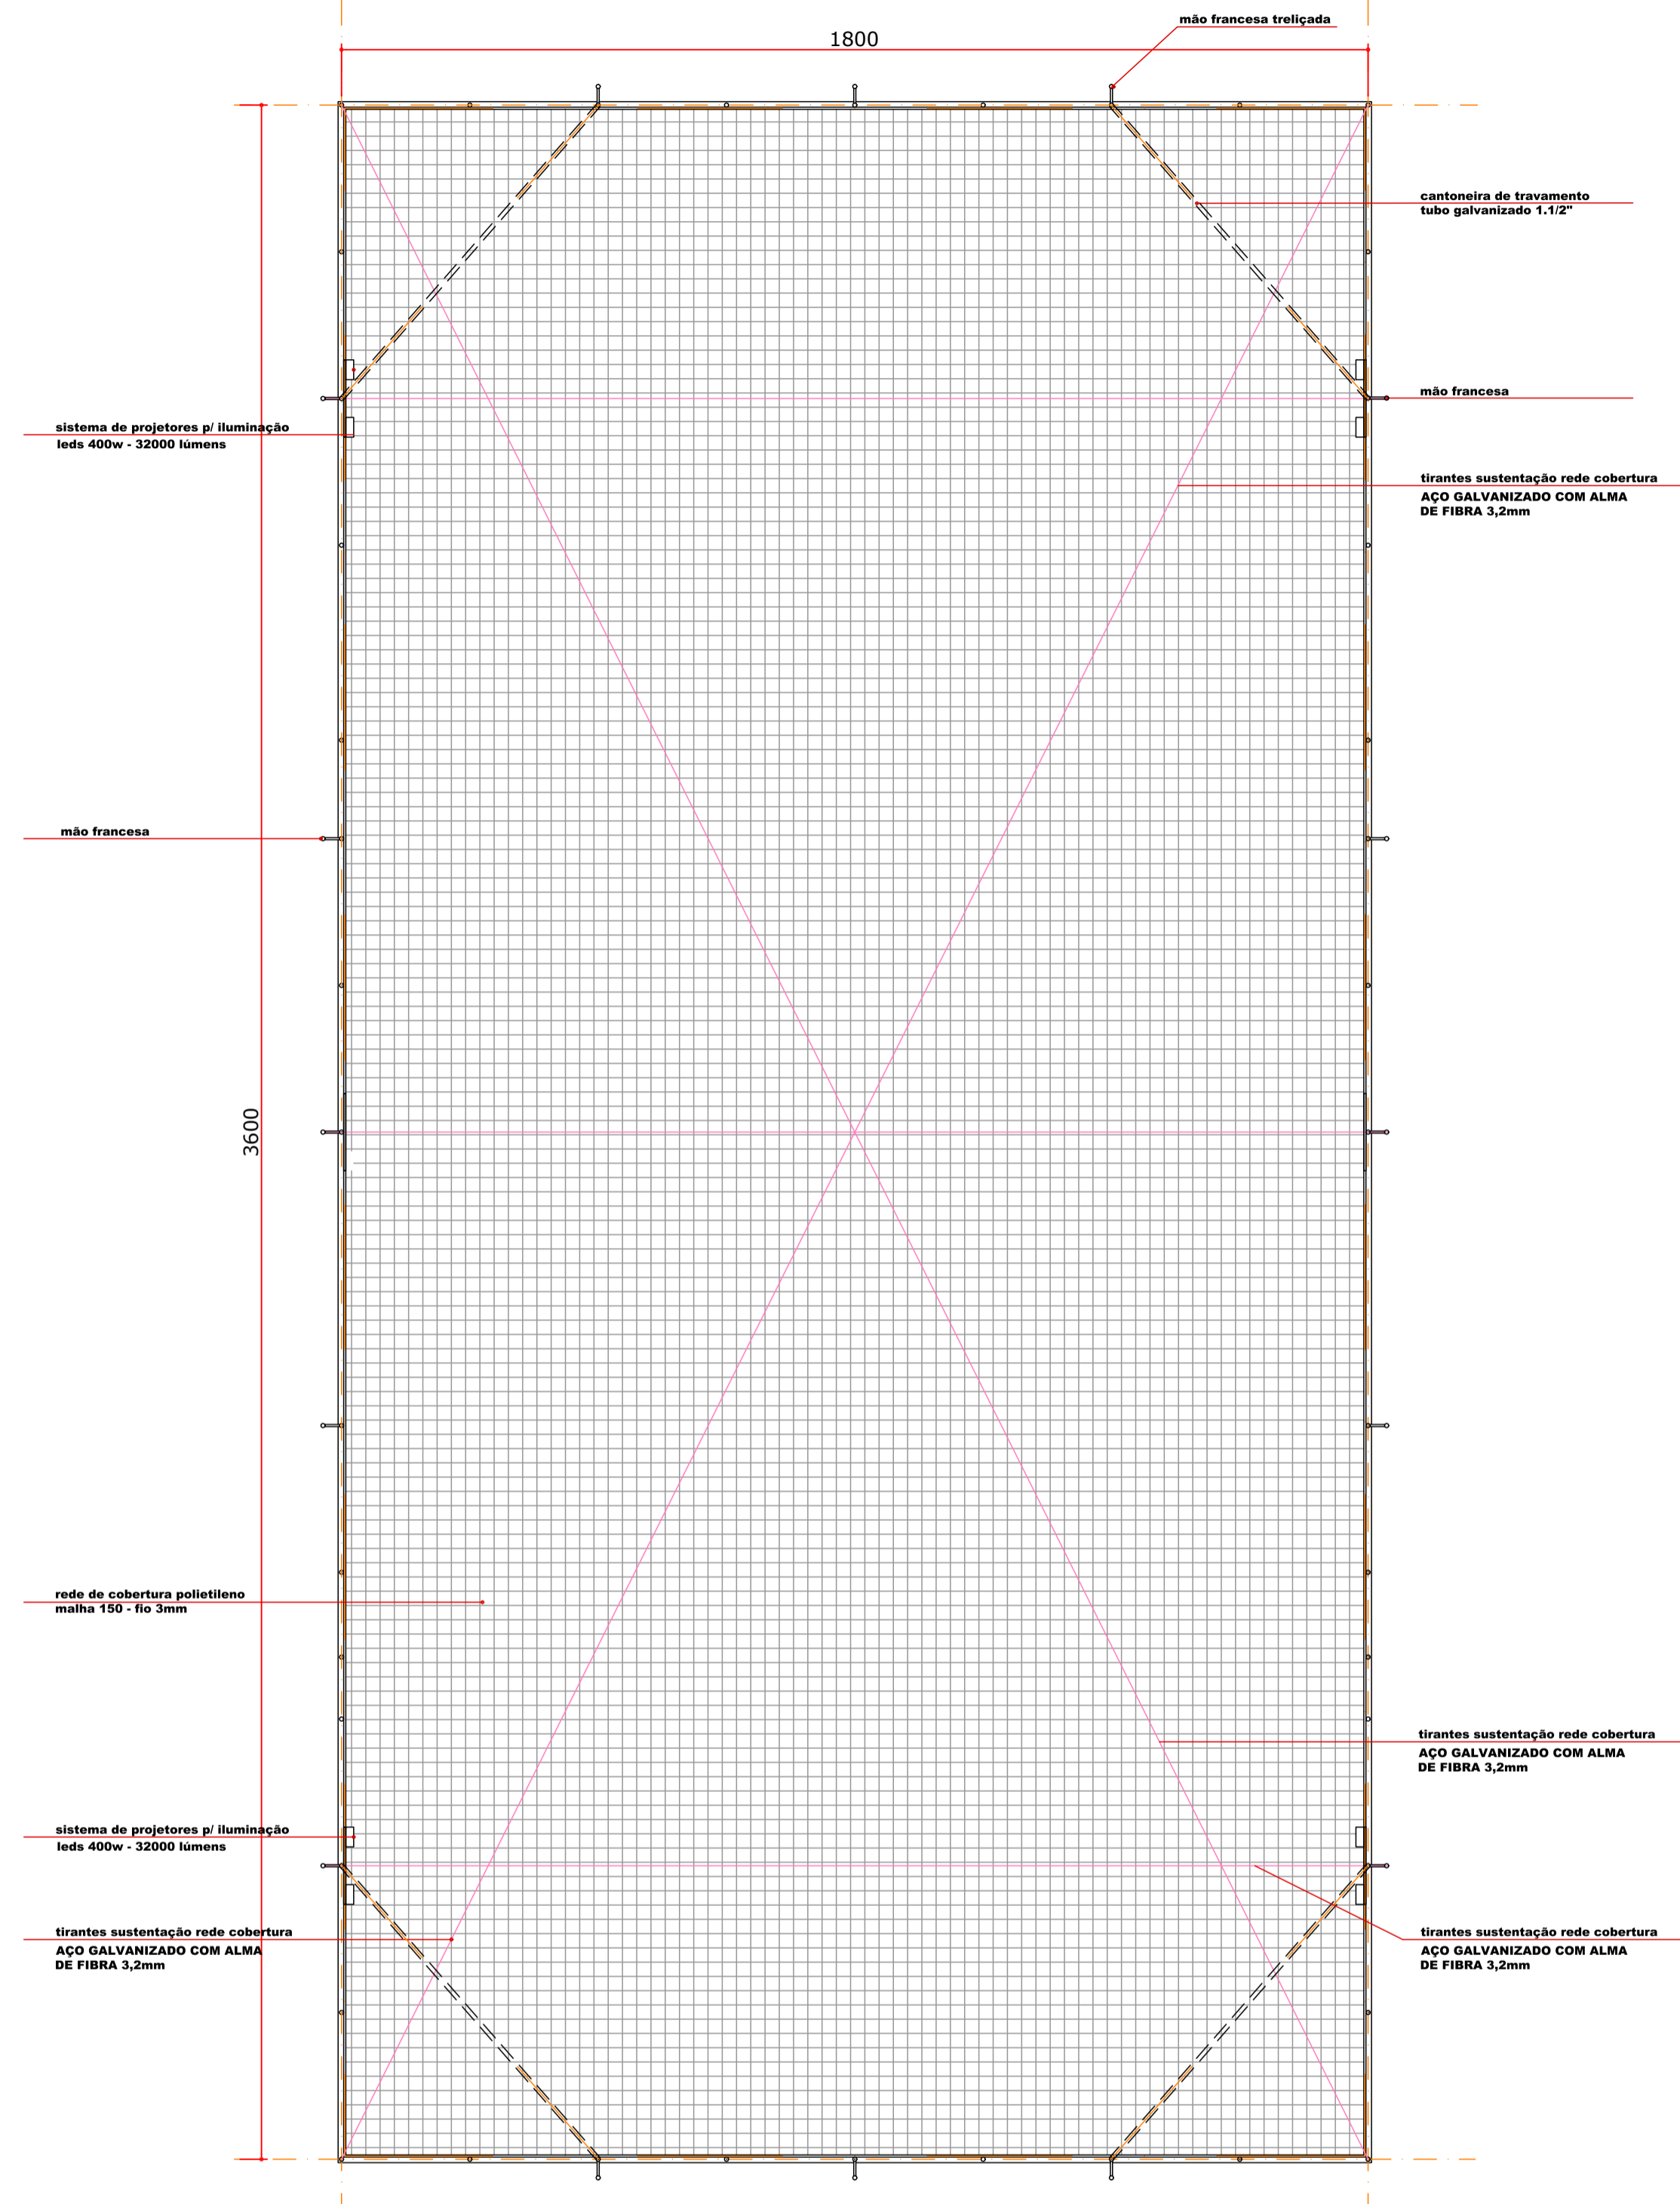 mão francesa treliçada
1800
cantoneira de travamento
tubo galvanizado 1.1/2"
mão francesa
sistema de projetores p/ iluminação
leds 400w - 32000 lúmens
tirantes sustentação rede cobertura
AÇO GALVANIZADO COM ALMA
DE FIBRA 3,2mm
mão francesa
3600
rede de cobertura polietileno
malha 150 - fio 3mm
tirantes sustentação rede cobertura
AÇO GALVANIZADO COM ALMA
DE FIBRA 3,2mm
sistema de projetores p/ iluminação
leds 400w - 32000 lúmens
tirantes sustentação rede cobertura
AÇO GALVANIZADO COM ALMA
DE FIBRA 3,2mm
tirantes sustentação rede cobertura
AÇO GALVANIZADO COM ALMA
DE FIBRA 3,2mm